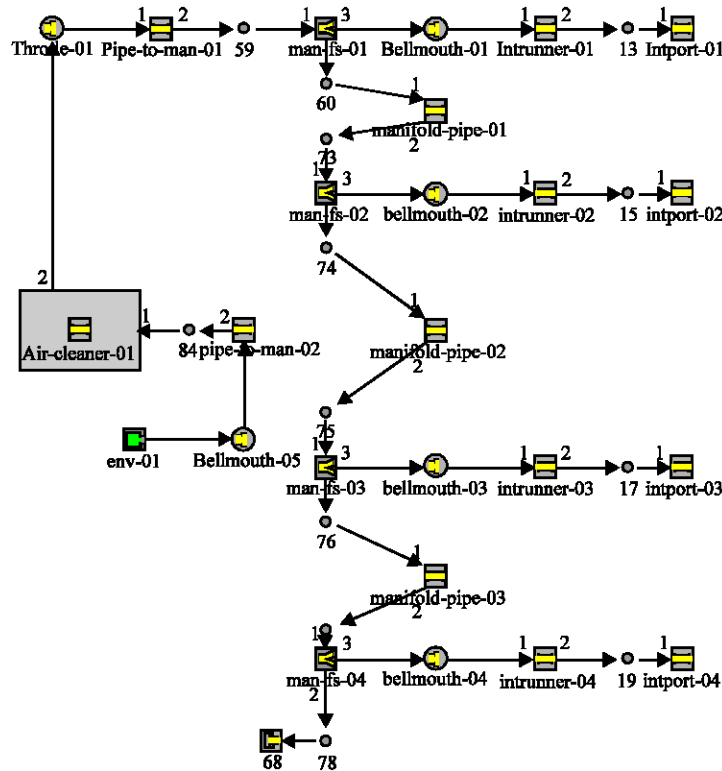 1 2 1 3 1 2 1
Throtle-01 Pipe-to-man-01 59 man-fs-01 Bellmouth-01 Intrunner-01 13 Intport-01
60 1
manifold-pipe-01
73 2
1 3 1 2 1
man-fs-02 bellmouth-02 intrunner-02 15 intport-02
74
2 1
1 2
Air-cleaner-01 84 pipe-to-man-02 manifold-pipe-02
2
75
env-01 Bellmouth-05 1 3 1 2 1
man-fs-03 bellmouth-03 intrunner-03 17 intport-03
76
1
manifold-pipe-03
2
1 3 1 2 1
man-fs-04 bellmouth-04 intrunner-04 19 intport-04
2
68 78